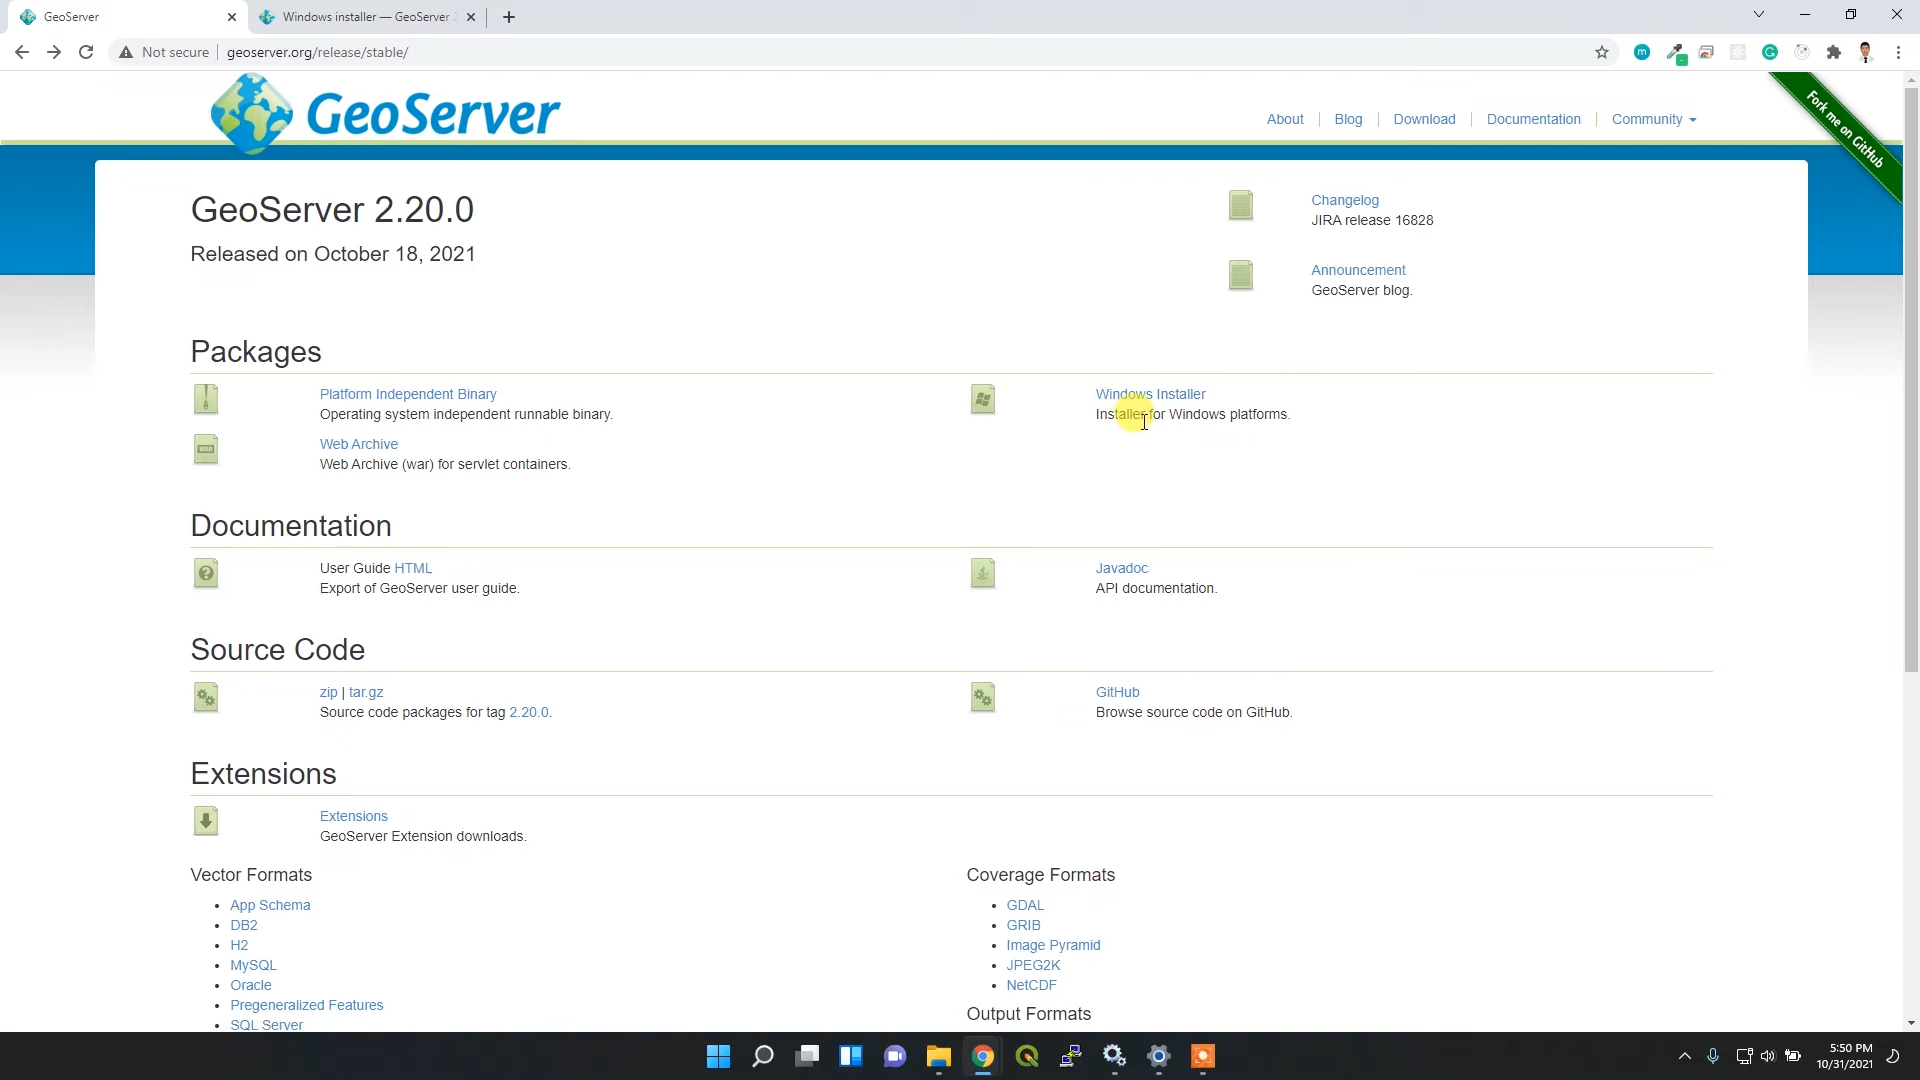 GeoServer
Windows installer — GeoServer 2
Not secure
geoserver.org/release/stable/
GeoServer
About
Blog
Download
Documentation
Community
Fork me on GitHub
GeoServer 2.20.0
Released on October 18, 2021
Changelog
JIRA release 16828
Announcement
GeoServer blog.
Packages
Platform Independent Binary
Operating system independent runnable binary.
Windows Installer
Installer for Windows platforms.
Web Archive
Web Archive (war) for servlet containers.
Documentation
User Guide HTML
Export of GeoServer user guide.
Javadoc
API documentation.
Source Code
zip | tar.gz
Source code packages for tag 2.20.0.
GitHub
Browse source code on GitHub.
Extensions
Extensions
GeoServer Extension downloads.
Vector Formats
App Schema
DB2
H2
MySQL
Oracle
Pregeneralized Features
SQL Server
Coverage Formats
GDAL
GRIB
Image Pyramid
JPEG2K
NetCDF
Output Formats
5:50 PM
10/31/2021